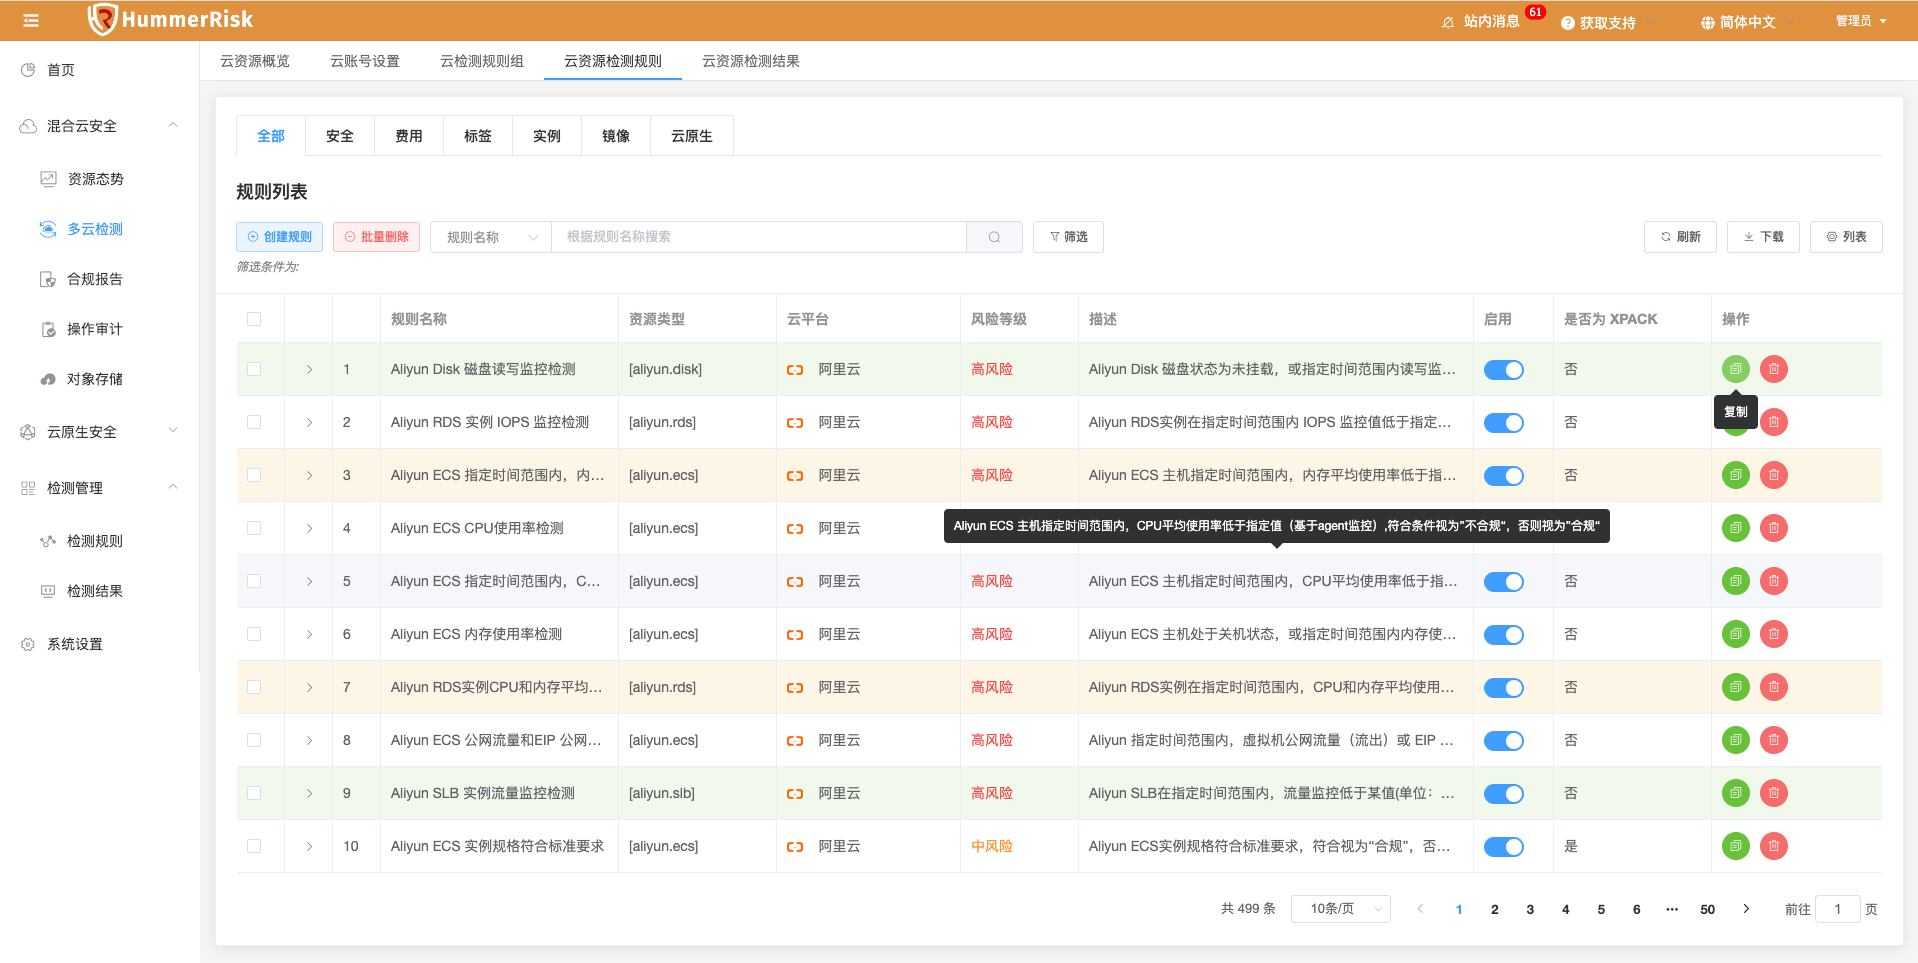 HummerRisk
站内消息 61
获取支持
简体中文
管理员
首页
混合云安全
资源态势
多云检测
合规报告
操作审计
对象存储
云原生安全
检测管理
检测规则
检测结果
系统设置
云资源概览 云账号设置 云检测规则组 云资源检测规则 云资源检测结果
全部 安全 费用 标签 实例 镜像 云原生
规则列表
创建规则 批量删除 规则名称 根据规则名称搜索 筛选 刷新 下载 列表
筛选条件为:
规则名称 资源类型 云平台 风险等级 描述 启用 是否为 XPACK 操作
1 Aliyun Disk 磁盘读写监控检测 [aliyun.disk] 阿里云 高风险 Aliyun Disk 磁盘状态为未挂载，或指定时间范围内读写监... 否
复制
2 Aliyun RDS 实例 IOPS 监控检测 [aliyun.rds] 阿里云 高风险 Aliyun RDS实例在指定时间范围内 IOPS 监控值低于指定... 否
3 Aliyun ECS 指定时间范围内，内... [aliyun.ecs] 阿里云 高风险 Aliyun ECS 主机指定时间范围内，内存平均使用率低于指... 否
4 Aliyun ECS CPU使用率检测 [aliyun.ecs] 阿里云
Aliyun ECS 主机指定时间范围内，CPU平均使用率低于指定值（基于agent监控）,符合条件视为”不合规“，否则视为”合规“
5 Aliyun ECS 指定时间范围内，C... [aliyun.ecs] 阿里云 高风险 Aliyun ECS 主机指定时间范围内，CPU平均使用率低于指... 否
6 Aliyun ECS 内存使用率检测 [aliyun.ecs] 阿里云 高风险 Aliyun ECS 主机处于关机状态，或指定时间范围内内存使... 否
7 Aliyun RDS实例CPU和内存平均... [aliyun.rds] 阿里云 高风险 Aliyun RDS实例在指定时间范围内，CPU和内存平均使用... 否
8 Aliyun ECS 公网流量和EIP 公网... [aliyun.ecs] 阿里云 高风险 Aliyun 指定时间范围内，虚拟机公网流量（流出）或 EIP ... 否
9 Aliyun SLB 实例流量监控检测 [aliyun.slb] 阿里云 高风险 Aliyun SLB在指定时间范围内，流量监控低于某值(单位：... 否
10 Aliyun ECS 实例规格符合标准要求 [aliyun.ecs] 阿里云 中风险 Aliyun ECS实例规格符合标准要求，符合视为“合规”，否... 是
共 499 条 10条/页 1 2 3 4 5 6 ... 50 前往 1 页